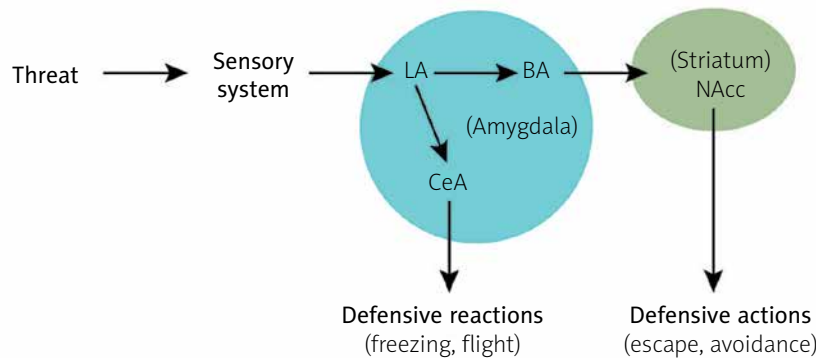 Threat
Sensory
system
LA
BA
(Striatum)
NAcc
(Amygdala)
CeA
Defensive reactions
(freezing, flight)
Defensive actions
(escape, avoidance)